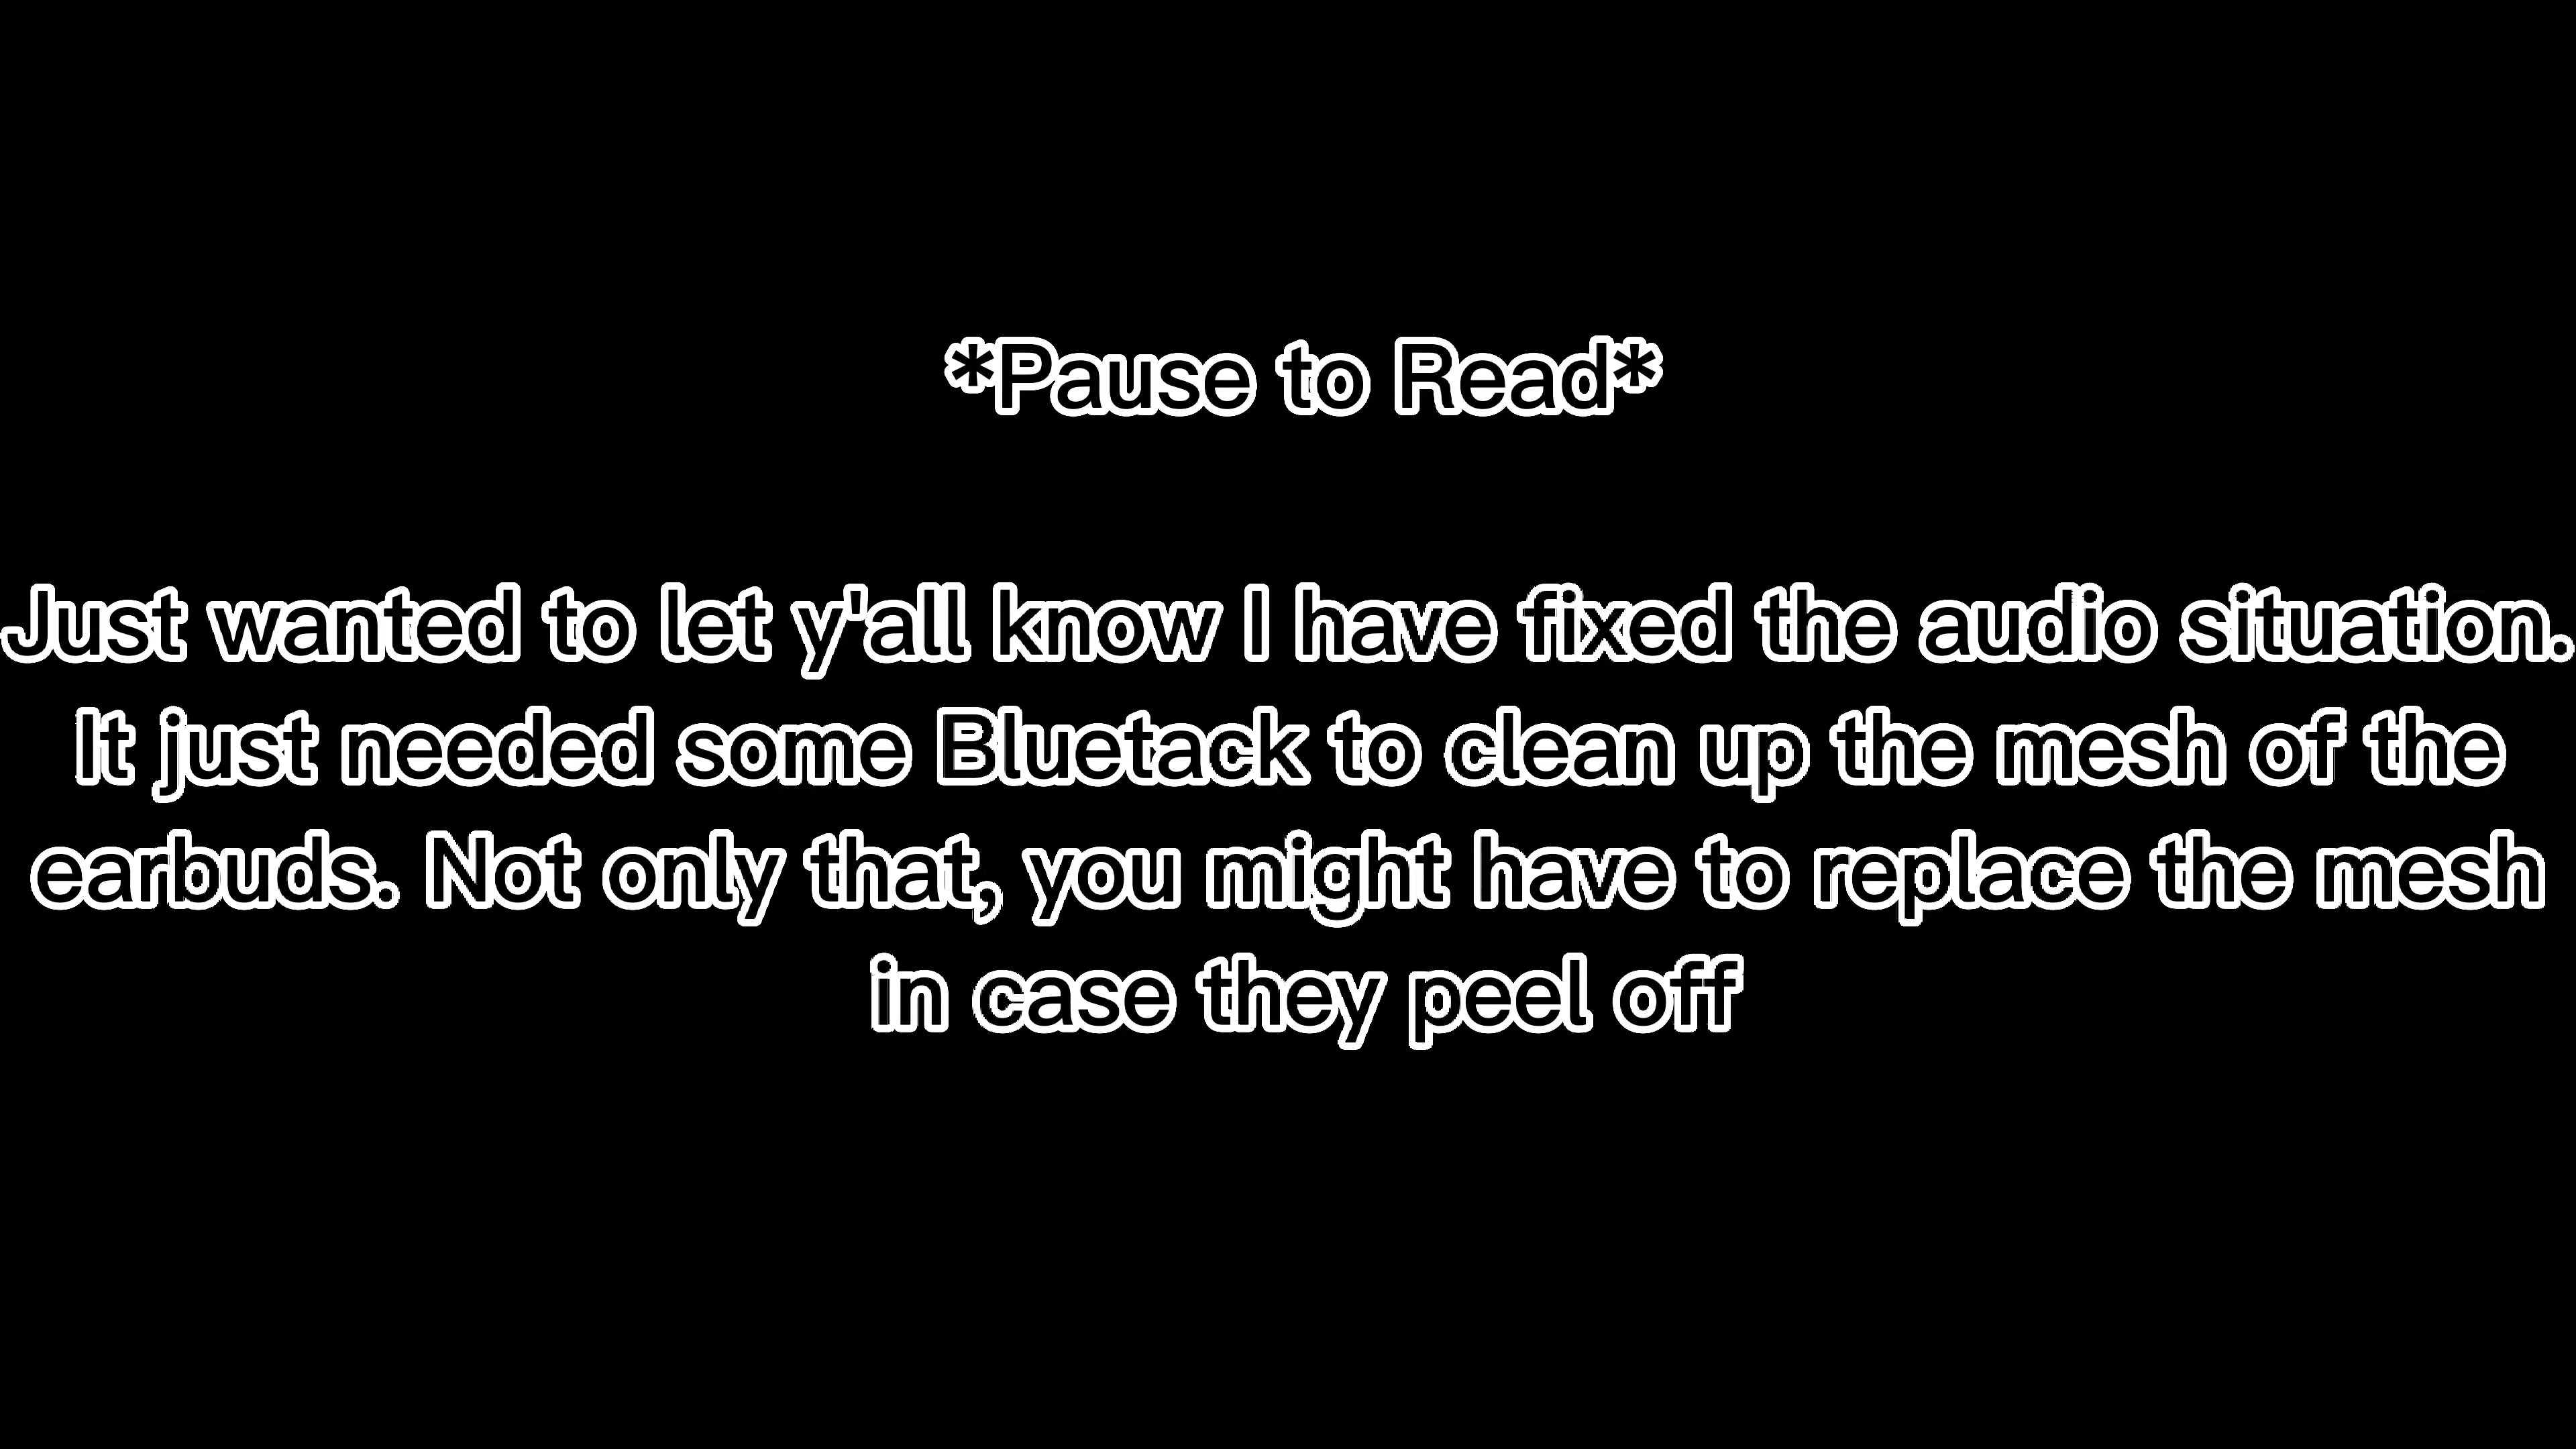 *Pause to Read*
Just wanted to let y'all know I have fixed the audio situation.
It just needed some Bluetack to clean up the mesh of the
earbuds. Not only that, you might have to replace the mesh
in case they peel off